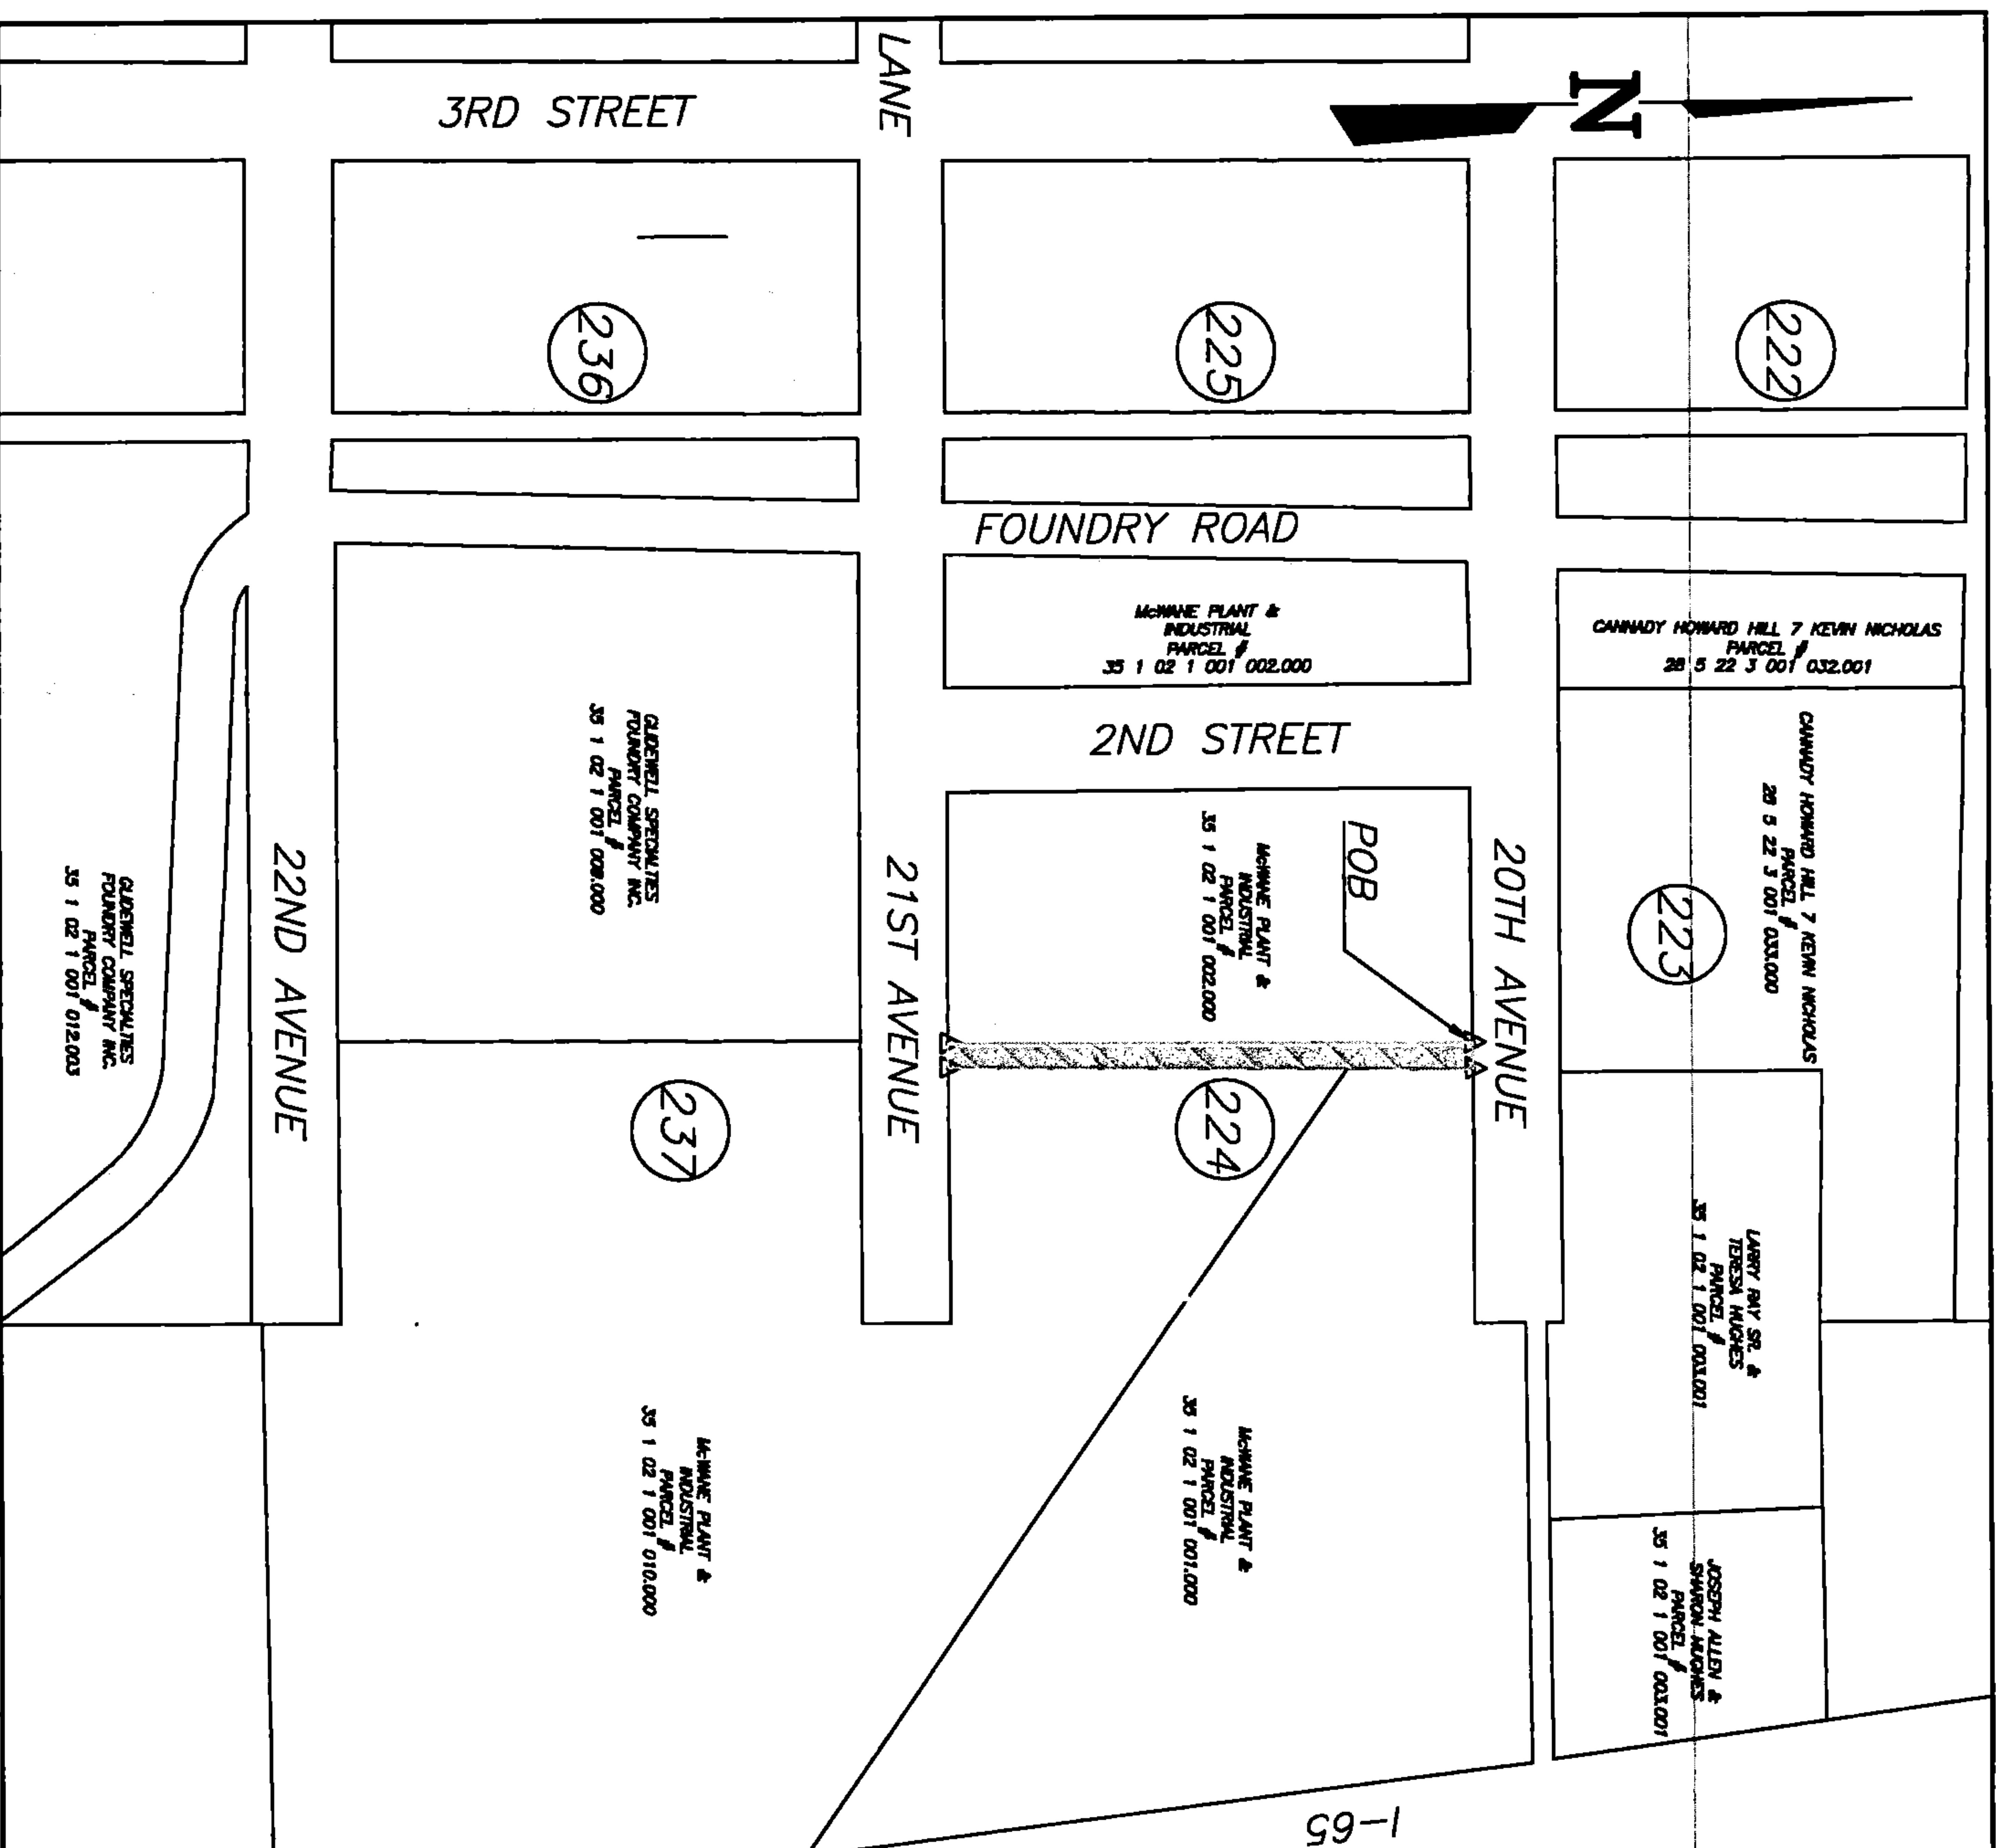 LANE
3RD STREET
N
236
225
222
FOUNDRY ROAD
McWANE PLANT &
INDUSTRIAL
PARCEL #
35 1 02 1 001 002.000
CANNADY HOWARD HILL 7 KEVIN NICHOLAS
PARCEL #
28 5 22 3 001 032.001
2ND STREET
CANNADY HOWARD HILL 7 KEVIN NICHOLAS
PARCEL #
28 5 22 3 001 033.000
223
20TH AVENUE
POB
McWANE PLANT &
INDUSTRIAL
PARCEL #
35 1 02 1 001 002.000
21ST AVENUE
GLIDEWELL SPECIALTIES
FOUNDRY COMPANY INC.
PARCEL #
35 1 02 1 001 008.000
22ND AVENUE
GLIDEWELL SPECIALTIES
FOUNDRY COMPANY INC.
PARCEL #
35 1 02 1 001 012.003
224
237
LARRY RAY SR. &
TERESA HUGHES
PARCEL #
35 1 02 1 001 003.001
McWANE PLANT &
INDUSTRIAL
PARCEL #
35 1 02 1 001 001.000
McWANE PLANT &
INDUSTRIAL
PARCEL #
35 1 02 1 001 010.000
JOSEPH ALLEN &
SHARON HUGHES
PARCEL #
35 1 02 1 001 003.001
I-65